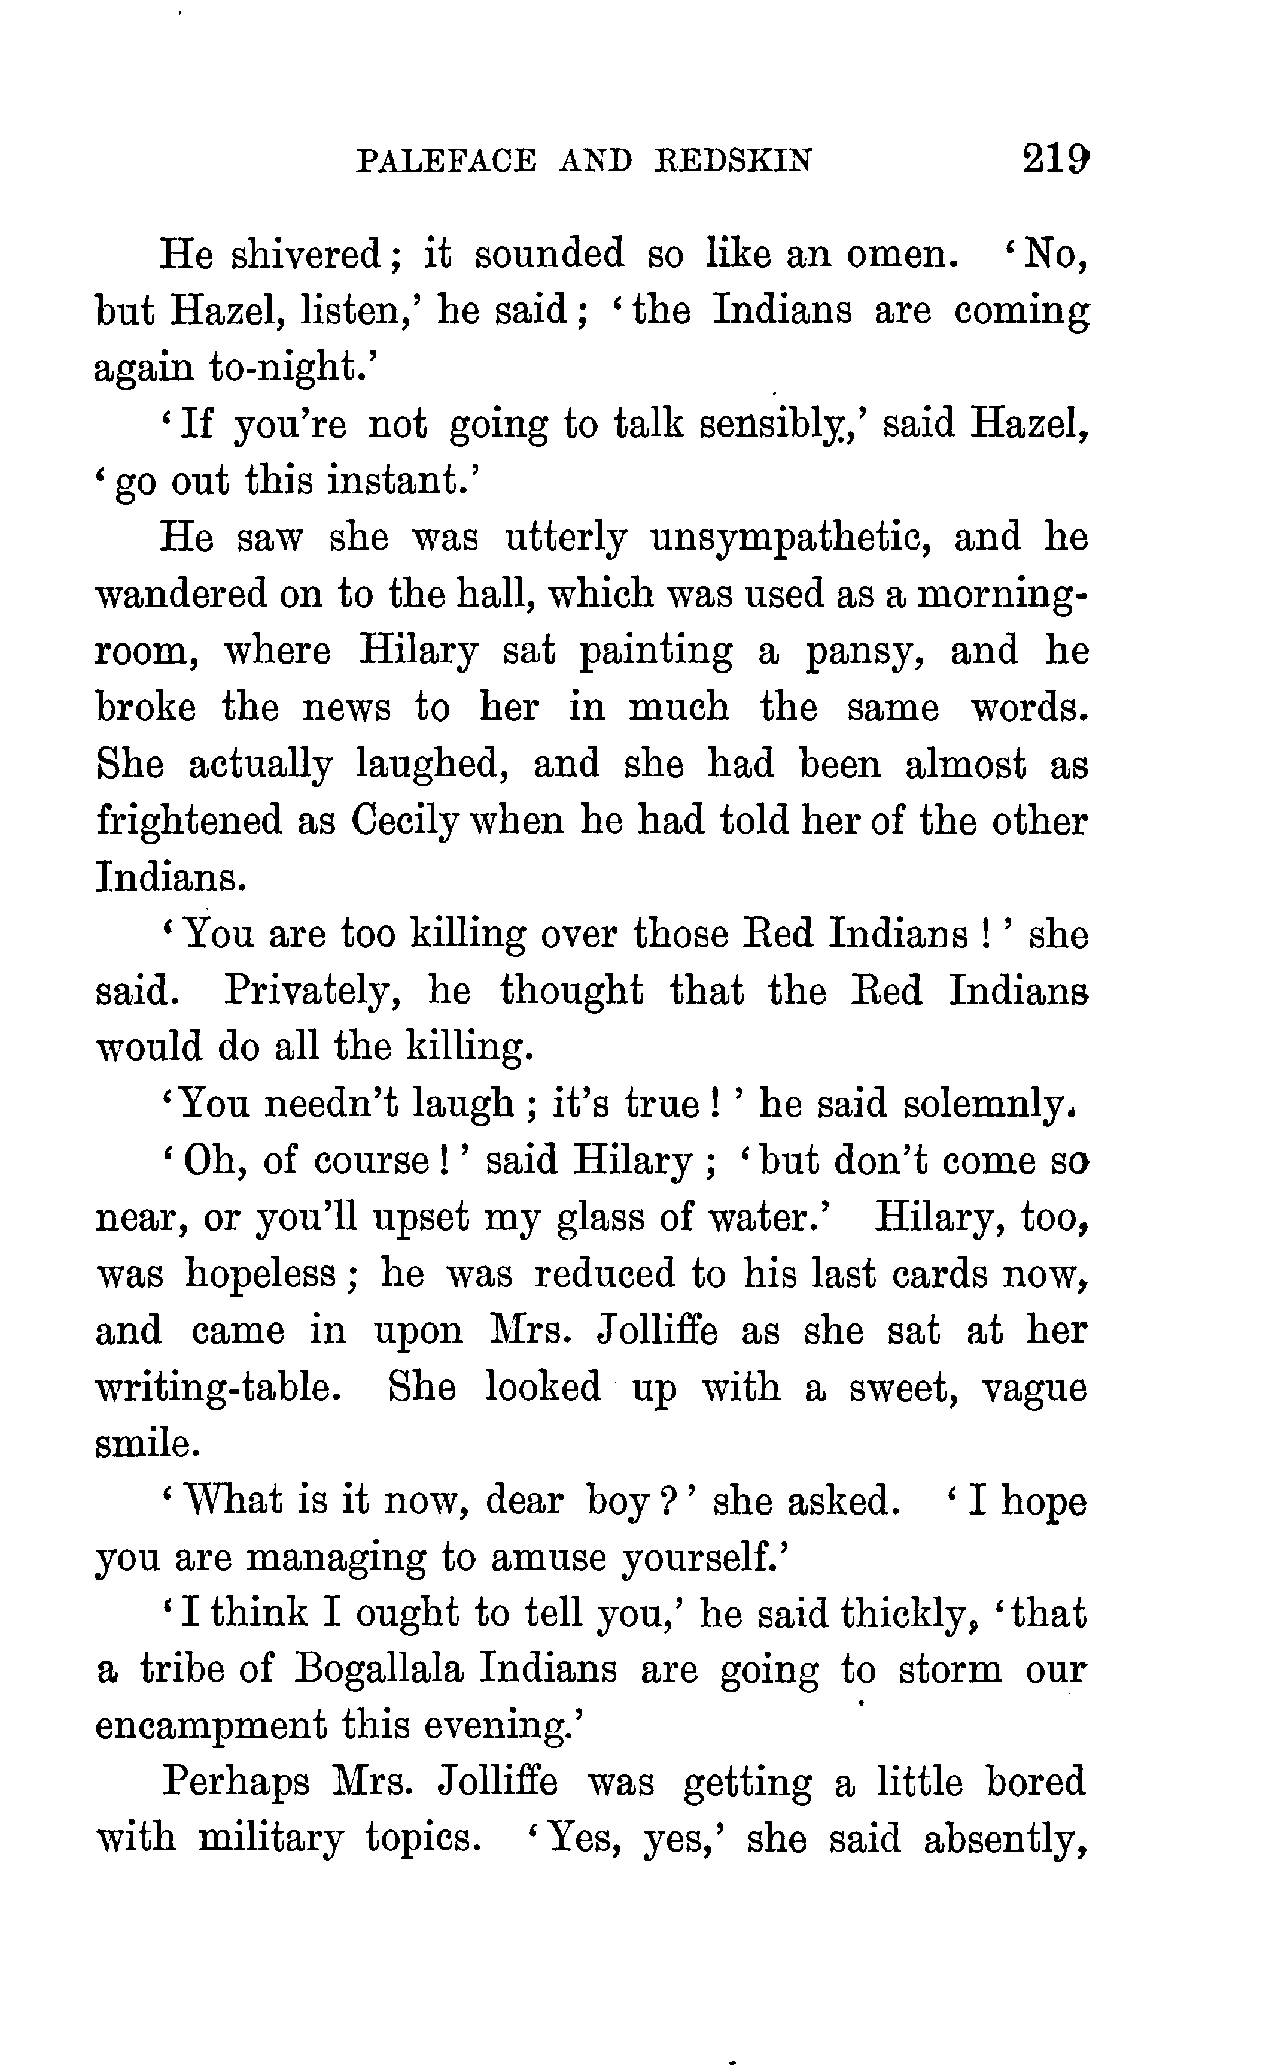 PALEFACE AND REDSKIN 219
He shivered; it sounded so like an omen. ‘No,
but Hazel, listen,’ he said; ‘the Indians are coming
again to-night.’
‘If you’re not going to talk sensibly,’ said Hazel,
‘go out this instant.’
He saw she was utterly unsympathetic, and he
wandered on to the hall, which was used as a morning-
room, where Hilary sat painting a pansy, and he
broke the news to her in much the same words.
She actually laughed, and she had been almost as
frightened as Cecily when he had told her of the other
Indians.
‘You are too killing over those Red Indians!’ she
said. Privately, he thought that the Red Indians
would do all the killing.
‘You needn’t laugh; it’s true!’ he said solemnly.
‘Oh, of course!’ said Hilary; ‘but don’t come so
near, or you’ll upset my glass of water.’ Hilary, too,
was hopeless; he was reduced to his last cards now,
and came in upon Mrs. Jolliffe as she sat at her
writing-table. She looked up with a sweet, vague
smile.
‘What is it now, dear boy?’ she asked. ‘I hope
you are managing to amuse yourself.’
‘I think I ought to tell you,’ he said thickly, ‘that
a tribe of Bogallala Indians are going to storm our
encampment this evening.’
Perhaps Mrs. Jolliffe was getting a little bored
with military topics. ‘Yes, yes,’ she said absently,